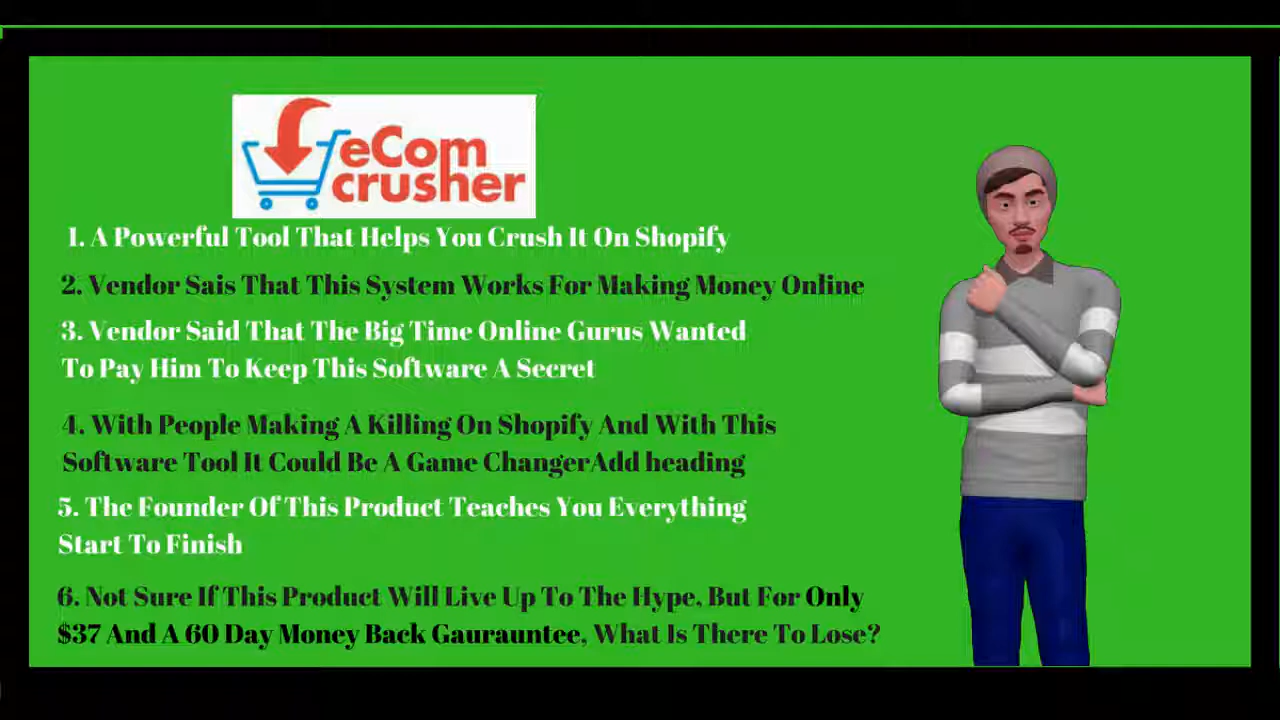 eCom
crusher
1. A Powerful Tool That Helps You Crush It On Shopify
2. Vendor Sais That This System Works For Making Money Online
3. Vendor Said That The Big Time Online Gurus Wanted
To Pay Him To Keep This Software A Secret
4. With People Making A Killing On Shopify And With This
Software Tool It Could Be A Game ChangerAdd heading
5. The Founder Of This Product Teaches You Everything
Start To Finish
6. Not Sure If This Product Will Live Up To The Hype, But For Only
$37 And A 60 Day Money Back Gaurauntee, What Is There To Lose?